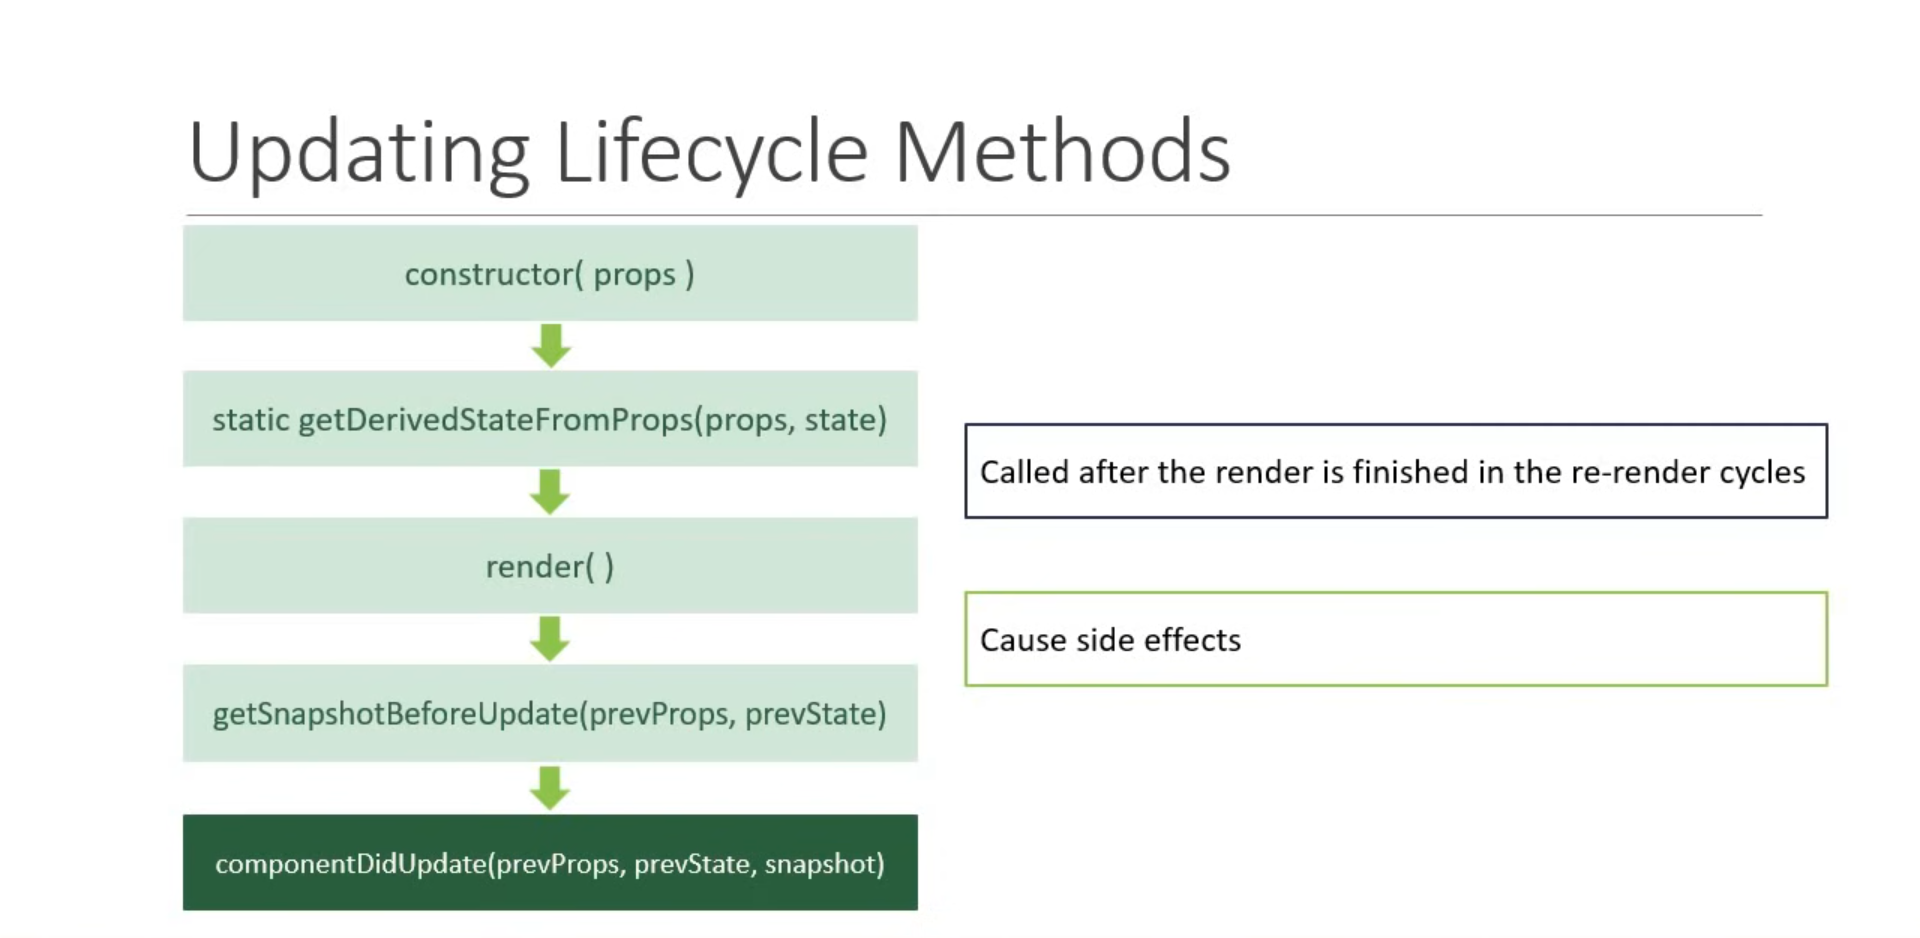 Updating Lifecycle Methods
constructor( props )
static getDerivedStateFromProps(props, state)
render( )
getSnapshotBeforeUpdate(prevProps, prevState)
componentDidUpdate(prevProps, prevState, snapshot)
Called after the render is finished in the re-render cycles
Cause side effects